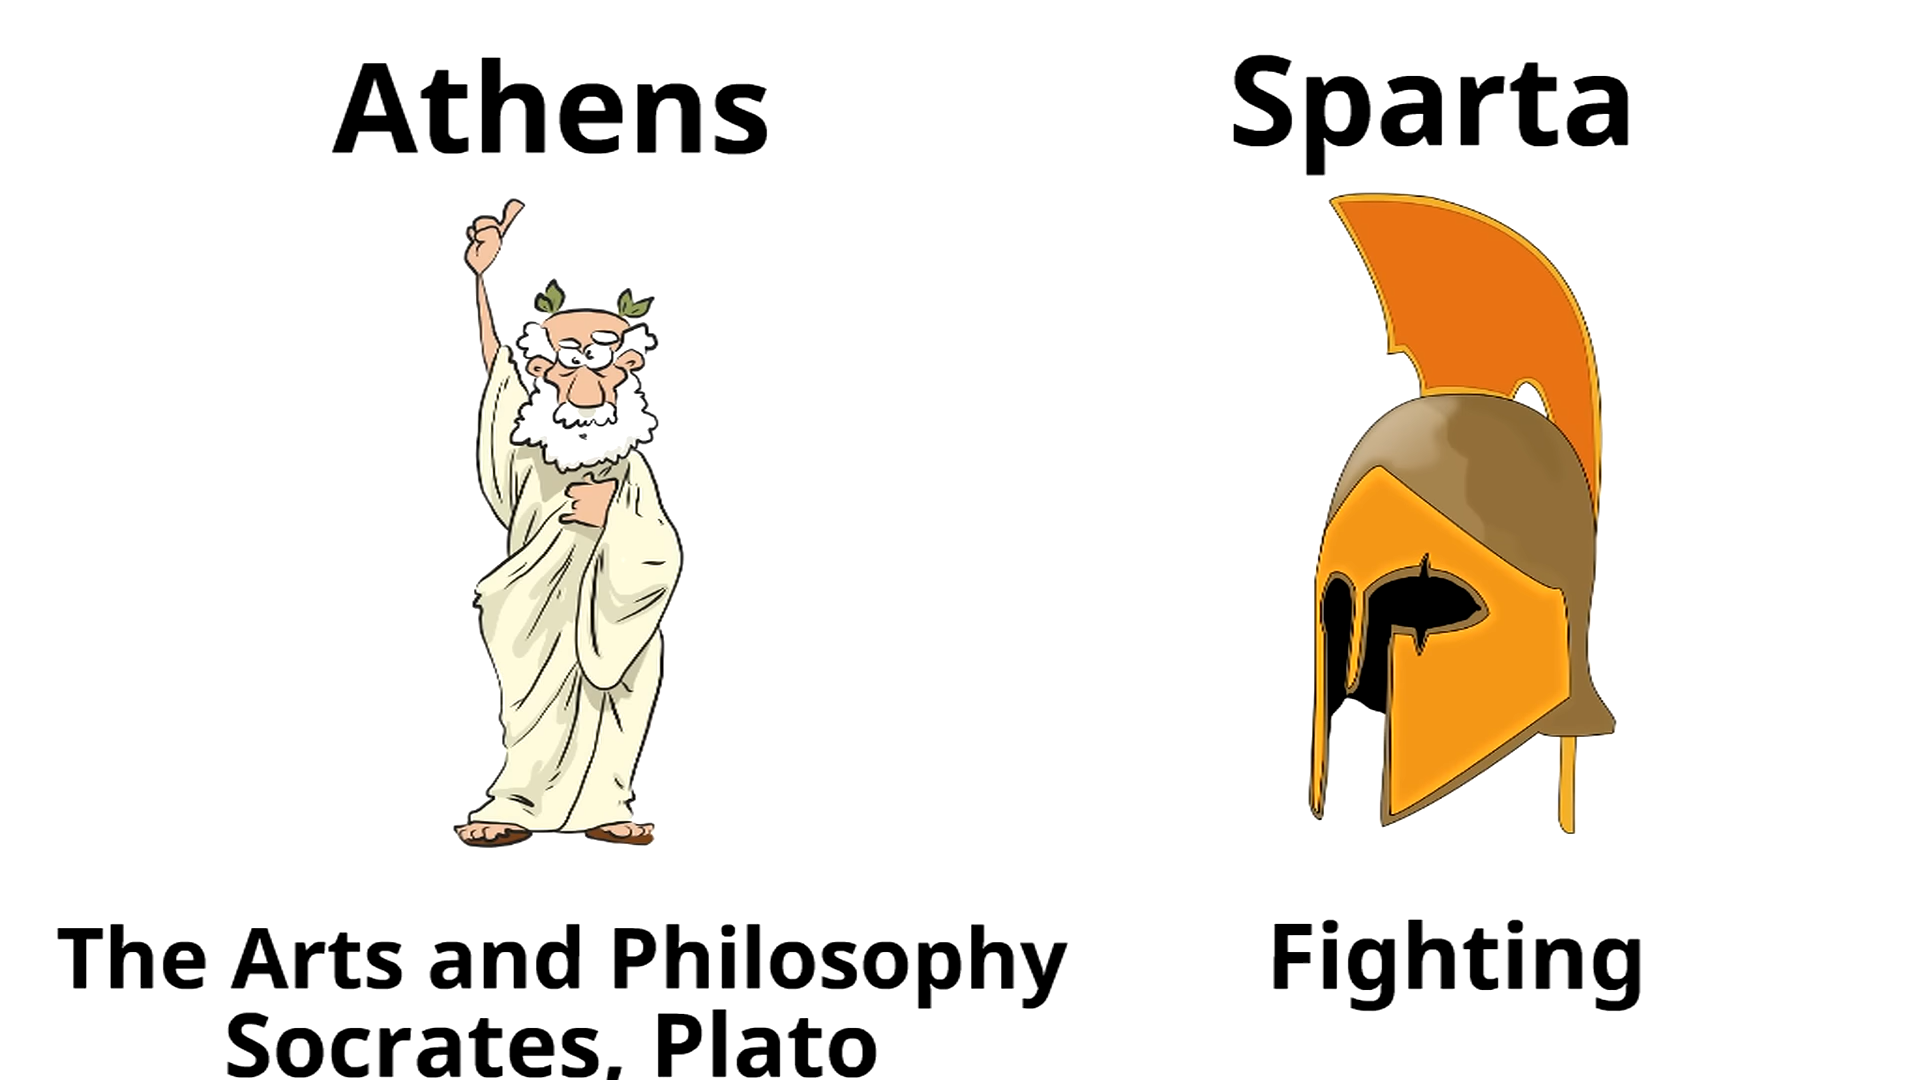 Athens
Sparta
The Arts and Philosophy
Socrates, Plato
Fighting